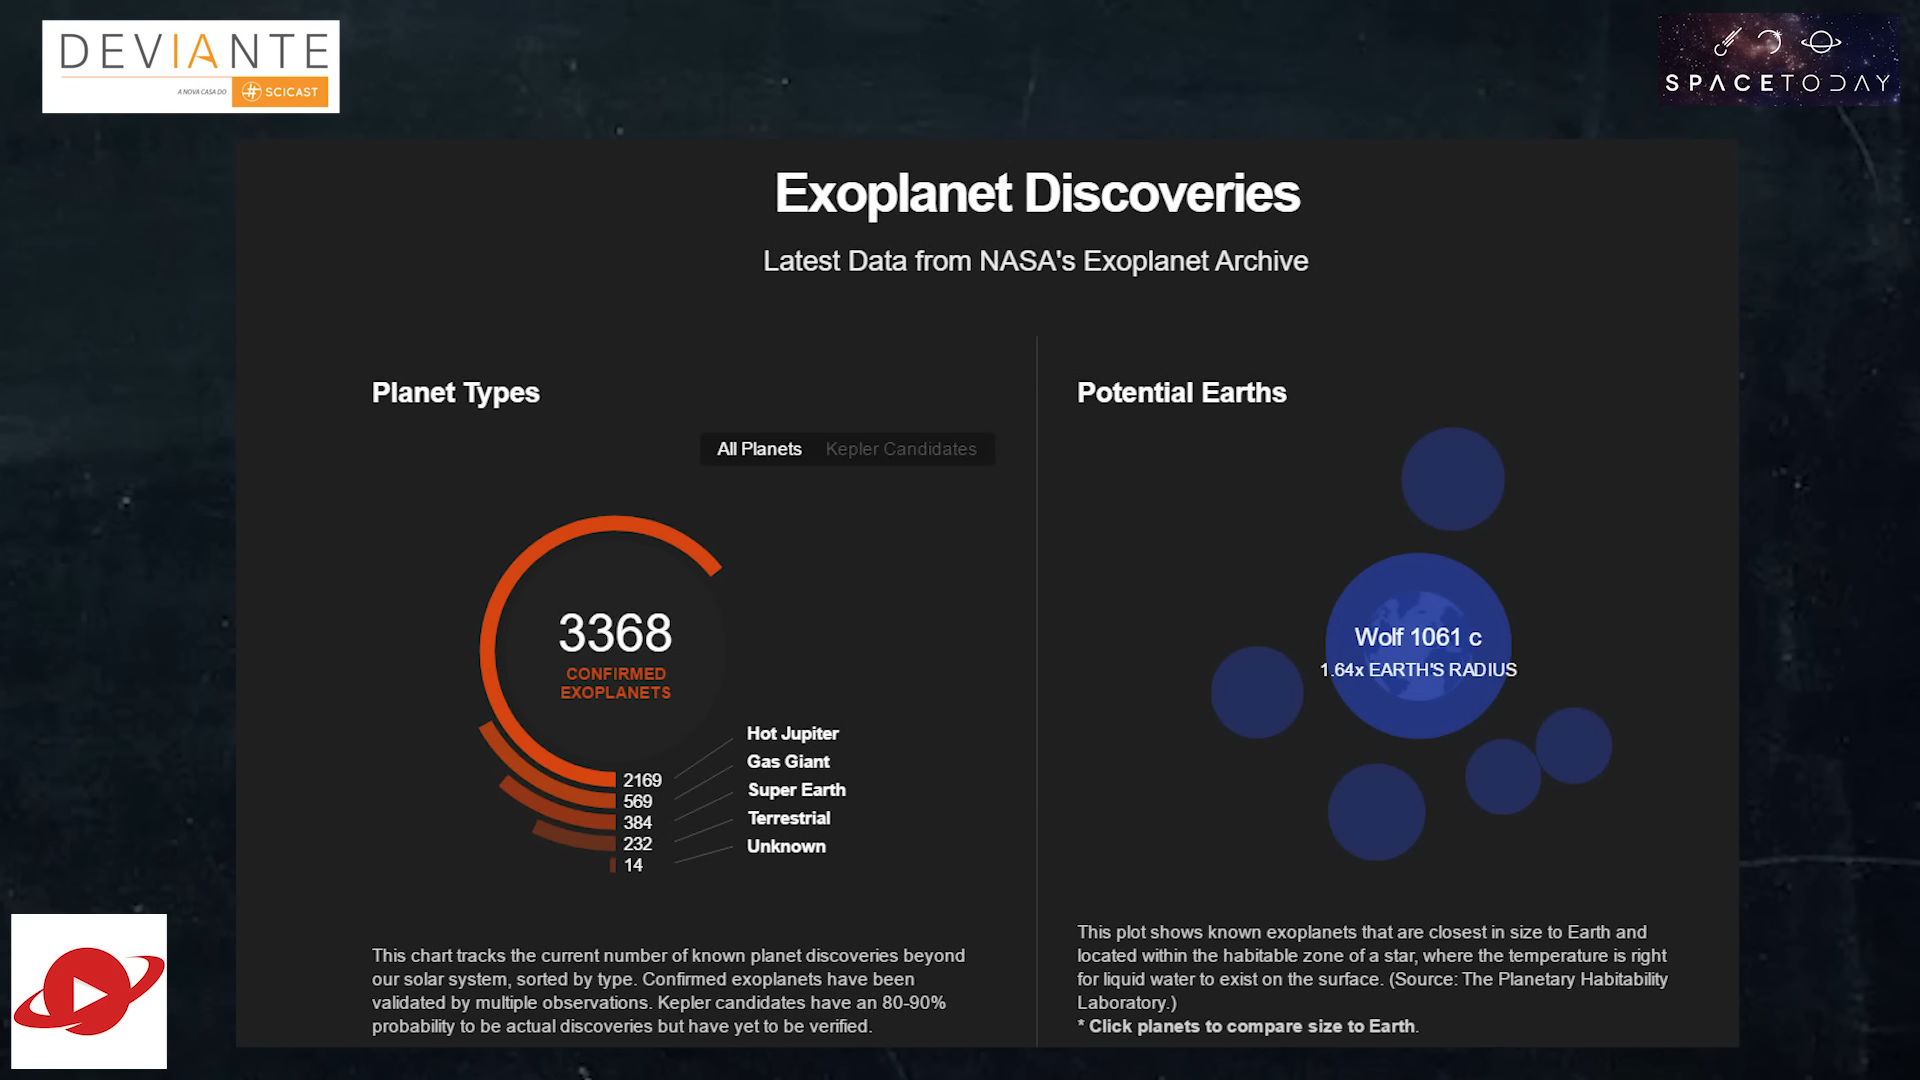 DEVIANTE
A NOVA CASA DO
SCICAST
SPACETODAY
Exoplanet Discoveries
Latest Data from NASA's Exoplanet Archive
Planet Types
All Planets Kepler Candidates
3368
CONFIRMED
EXOPLANETS
2169 Hot Jupiter
569 Gas Giant
384 Super Earth
232 Terrestrial
14 Unknown
This chart tracks the current number of known planet discoveries beyond
our solar system, sorted by type. Confirmed exoplanets have been
validated by multiple observations. Kepler candidates have an 80-90%
probability to be actual discoveries but have yet to be verified.
Potential Earths
Wolf 1061 c
1.64x EARTH'S RADIUS
This plot shows known exoplanets that are closest in size to Earth and
located within the habitable zone of a star, where the temperature is right
for liquid water to exist on the surface. (Source: The Planetary Habitability
Laboratory.)
* Click planets to compare size to Earth.